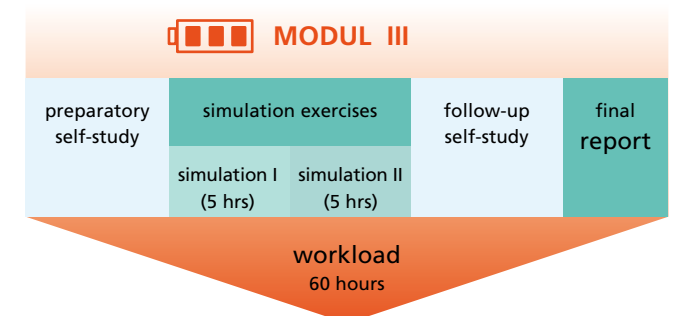 MODUL III
preparatory
self-study
simulation exercises
simulation I
(5 hrs)
simulation II
(5 hrs)
follow-up
self-study
final
report
workload
60 hours